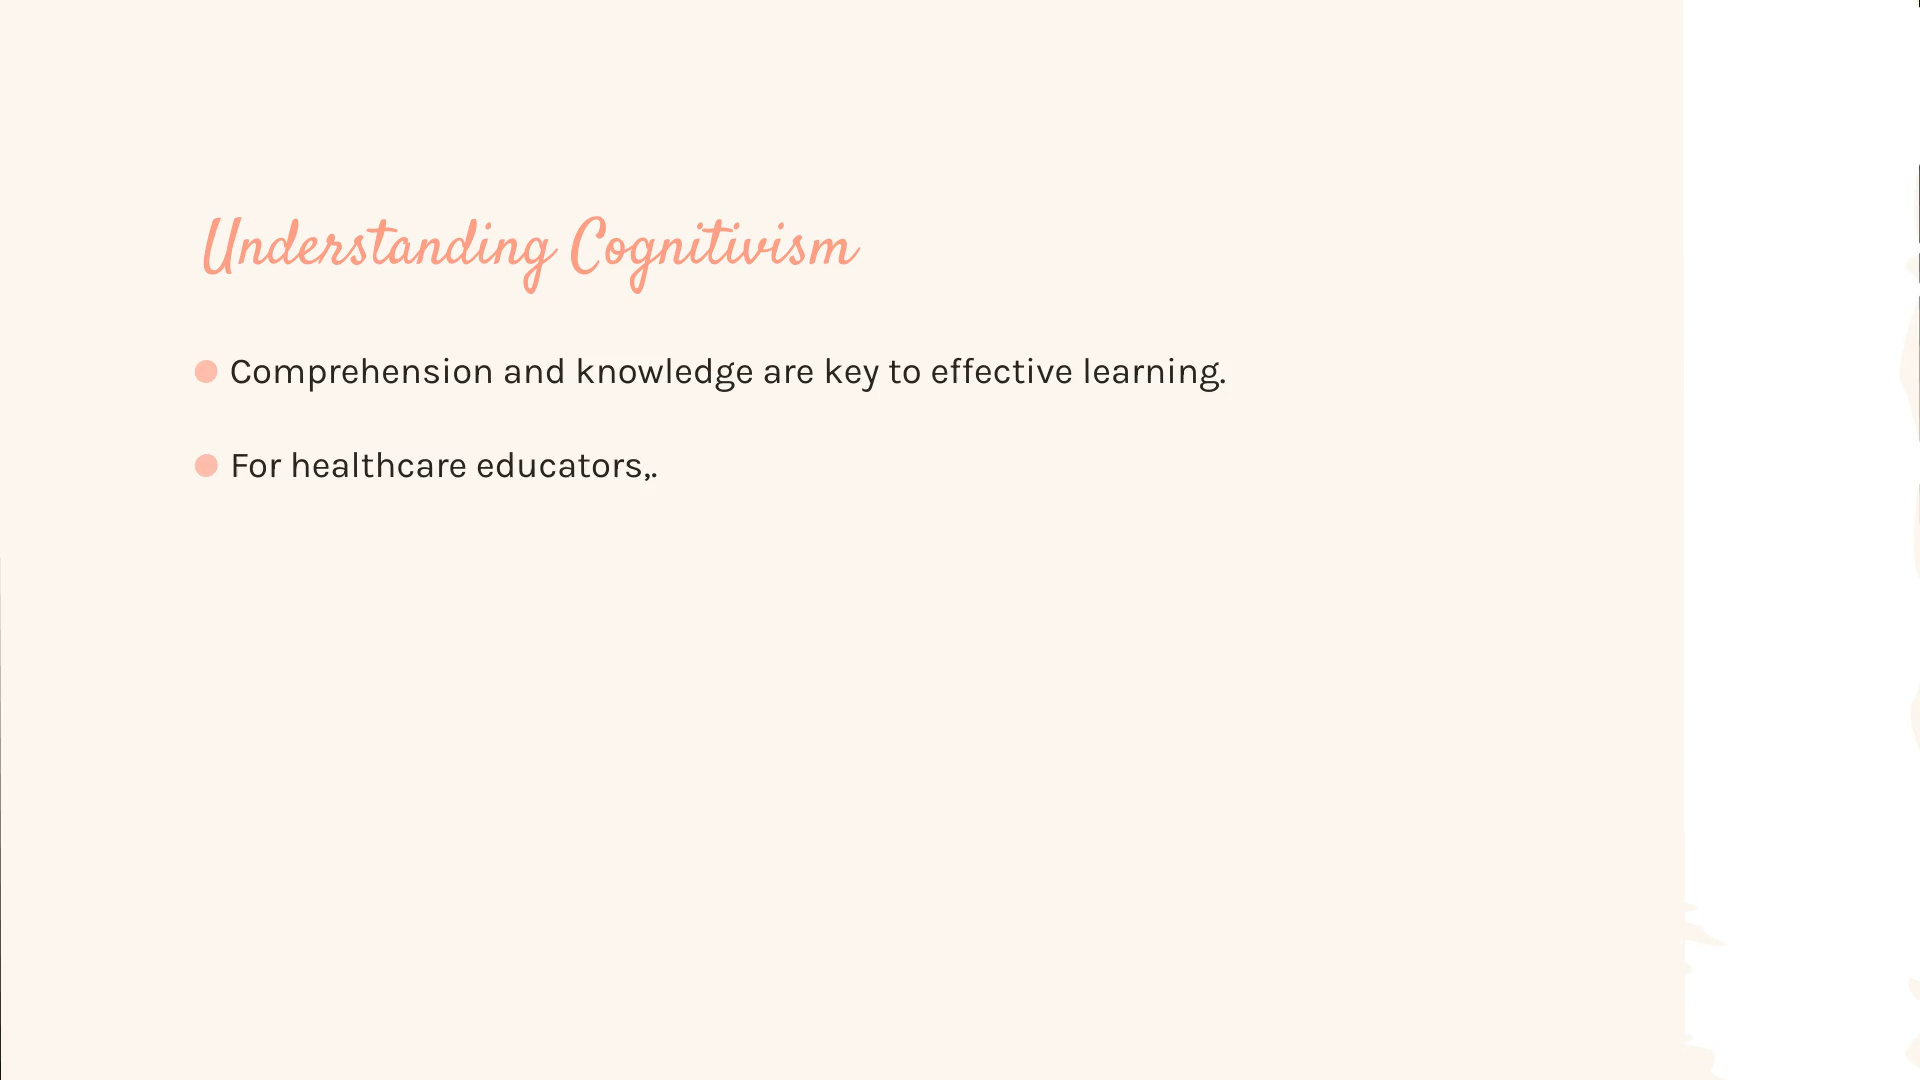 Understanding Cognitivism
Comprehension and knowledge are key to effective learning.
For healthcare educators,.